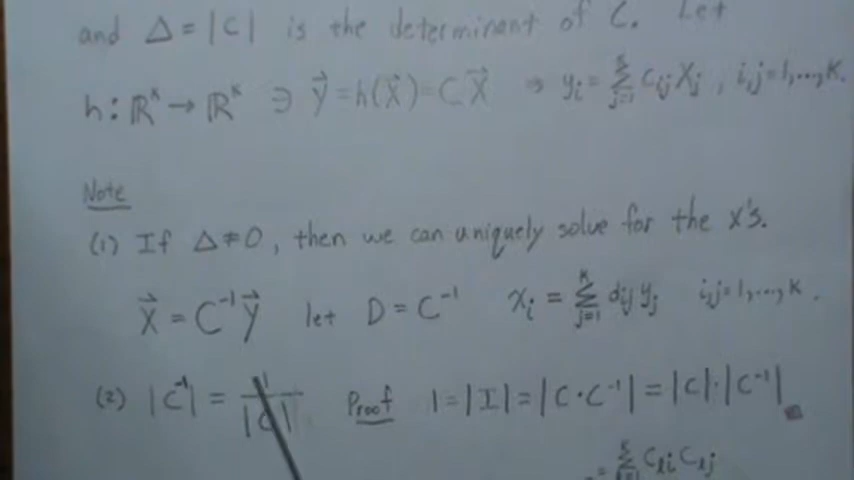 and Δ = |C| is the determinant of C. Let
h: ℝᵏ → ℝᵏ ∋ y⃗ = h(x⃗) = C x⃗ ⇒ yᵢ = Σⱼ₌₁ᵏ cᵢⱼ xⱼ , i,j=1,...,k.
Note
(1) If Δ≠0, then we can uniquely solve for the x's.
x⃗ = C⁻¹y⃗ let D = C⁻¹ xᵢ = Σⱼ₌₁ᵏ dᵢⱼ yⱼ i,j=1,...,k.
(2) |C⁻¹| = 1/|C| Proof 1 = |I| = |C·C⁻¹| = |C|·|C⁻¹|
= Σ C_ℓi C_ℓj